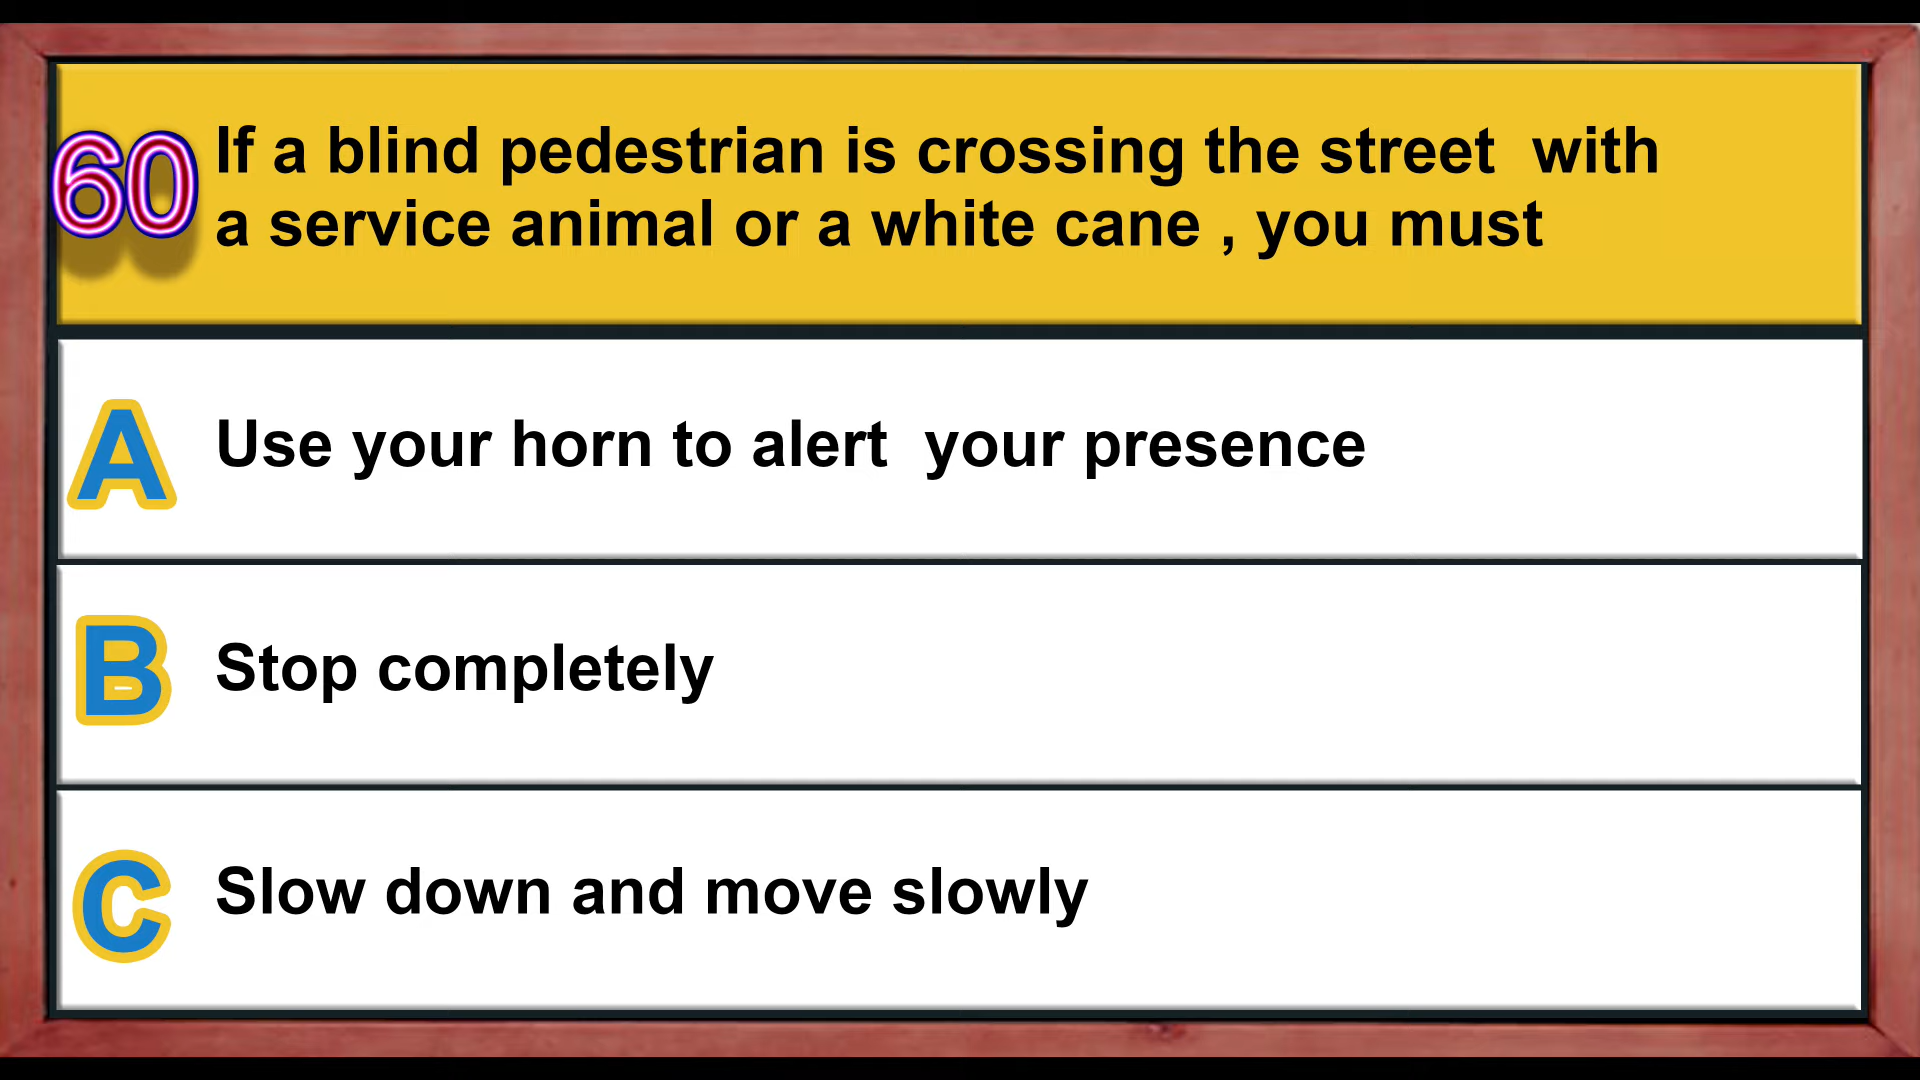 60
If a blind pedestrian is crossing the street  with
a service animal or a white cane , you must
A
Use your horn to alert  your presence
B
Stop completely
C
Slow down and move slowly